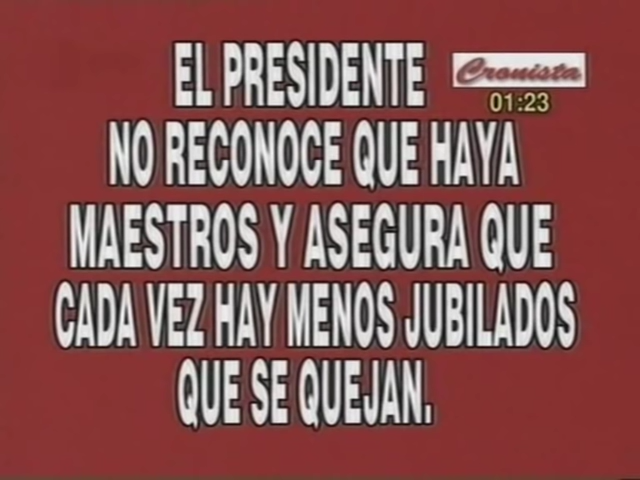 EL PRESIDENTE
Cronista
01:23
NO RECONOCE QUE HAYA
MAESTROS Y ASEGURA QUE
CADA VEZ HAY MENOS JUBILADOS
QUE SE QUEJAN.